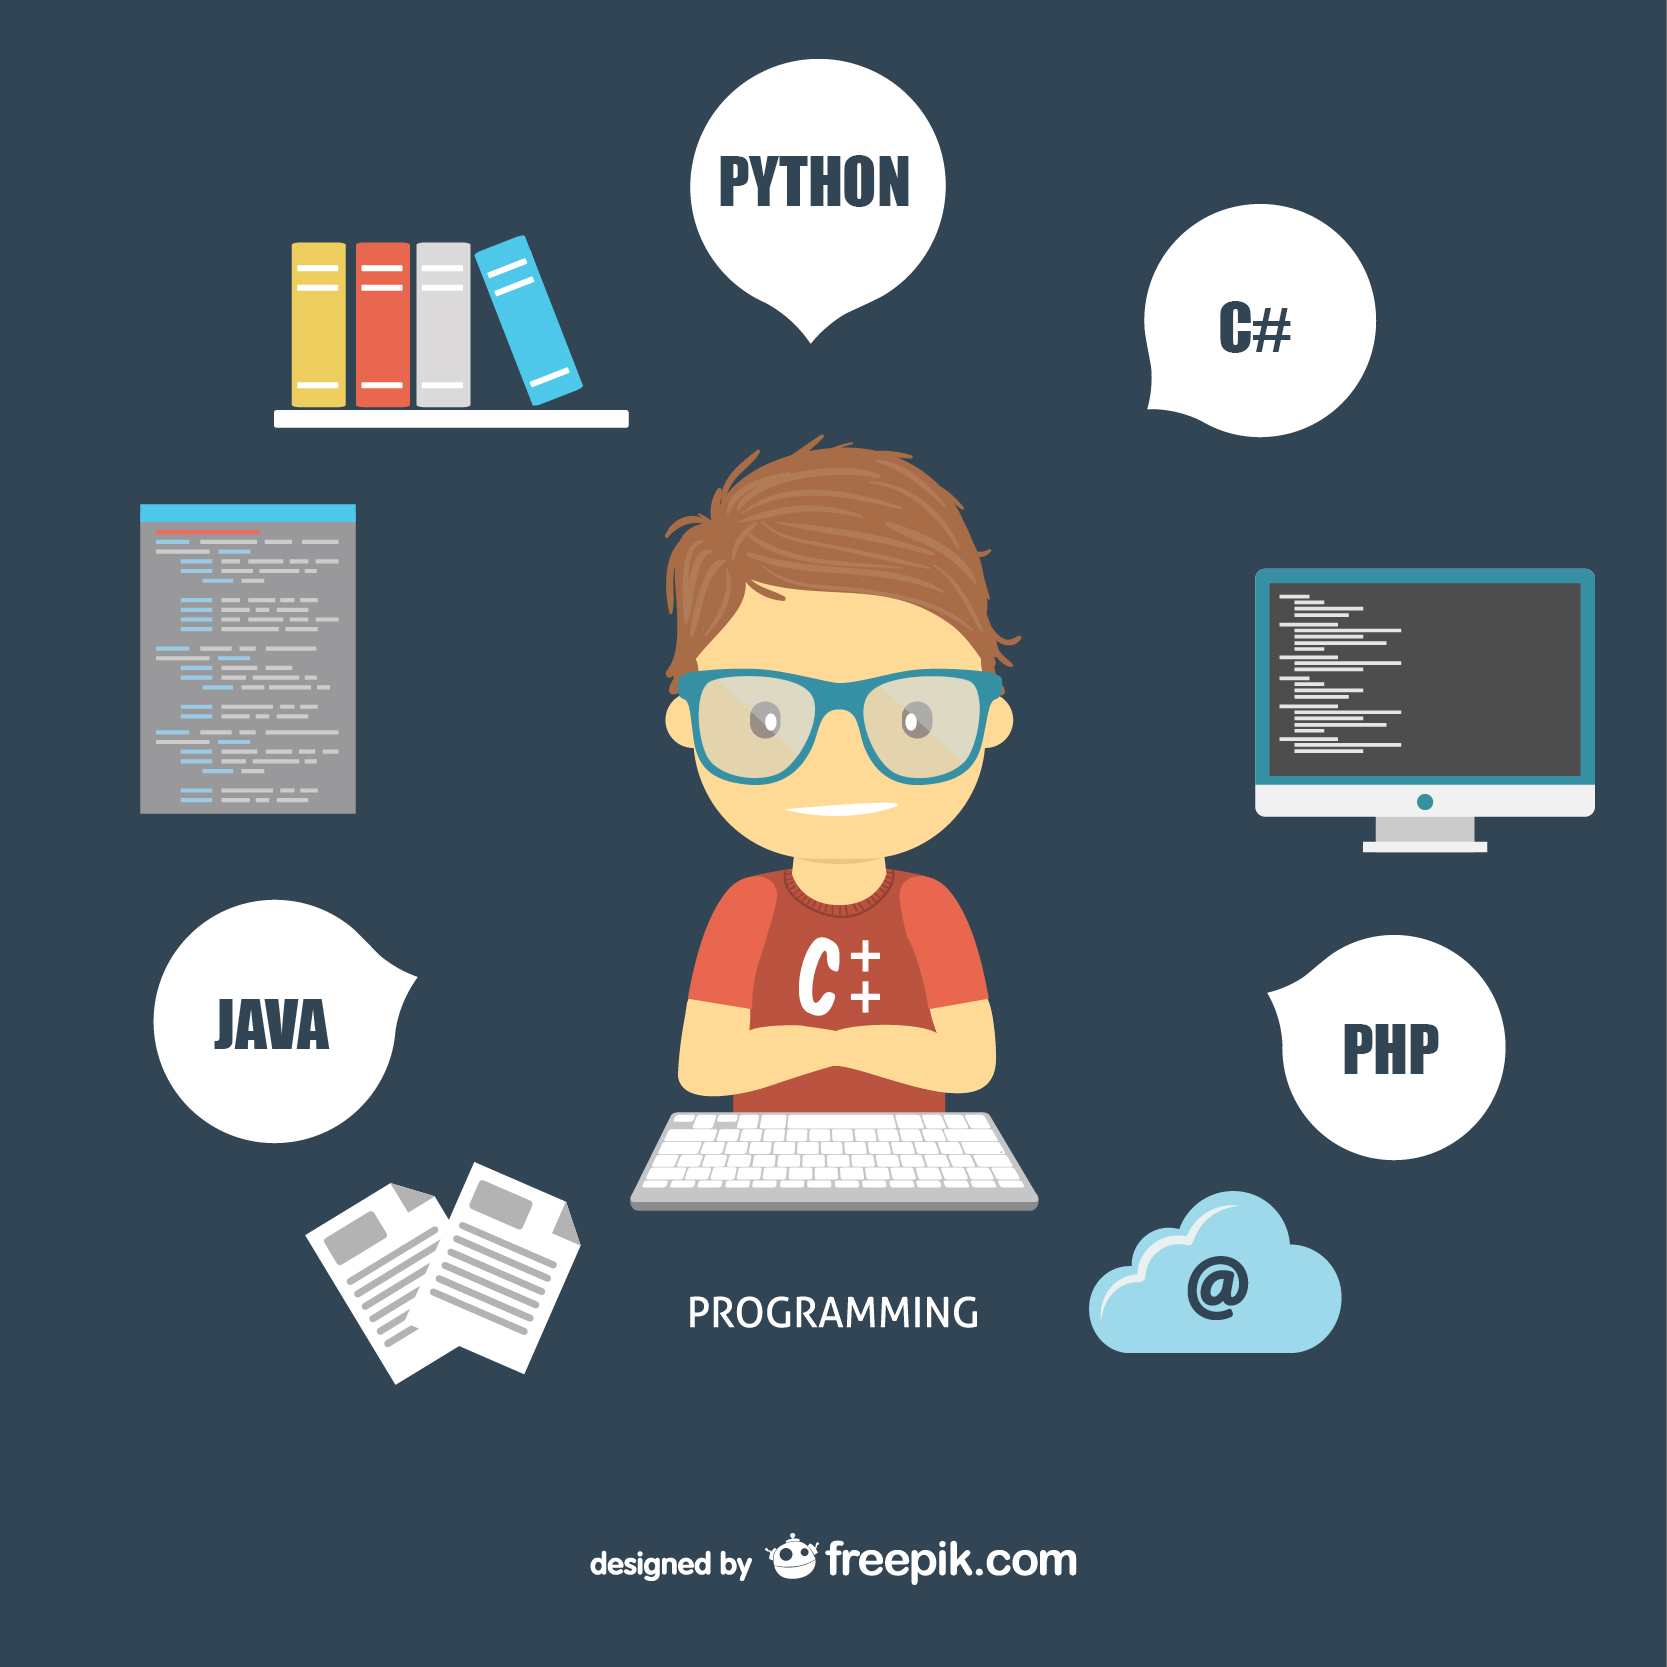 PYTHON
C#
C++
JAVA
PHP
@
PROGRAMMING
designed by freepik.com